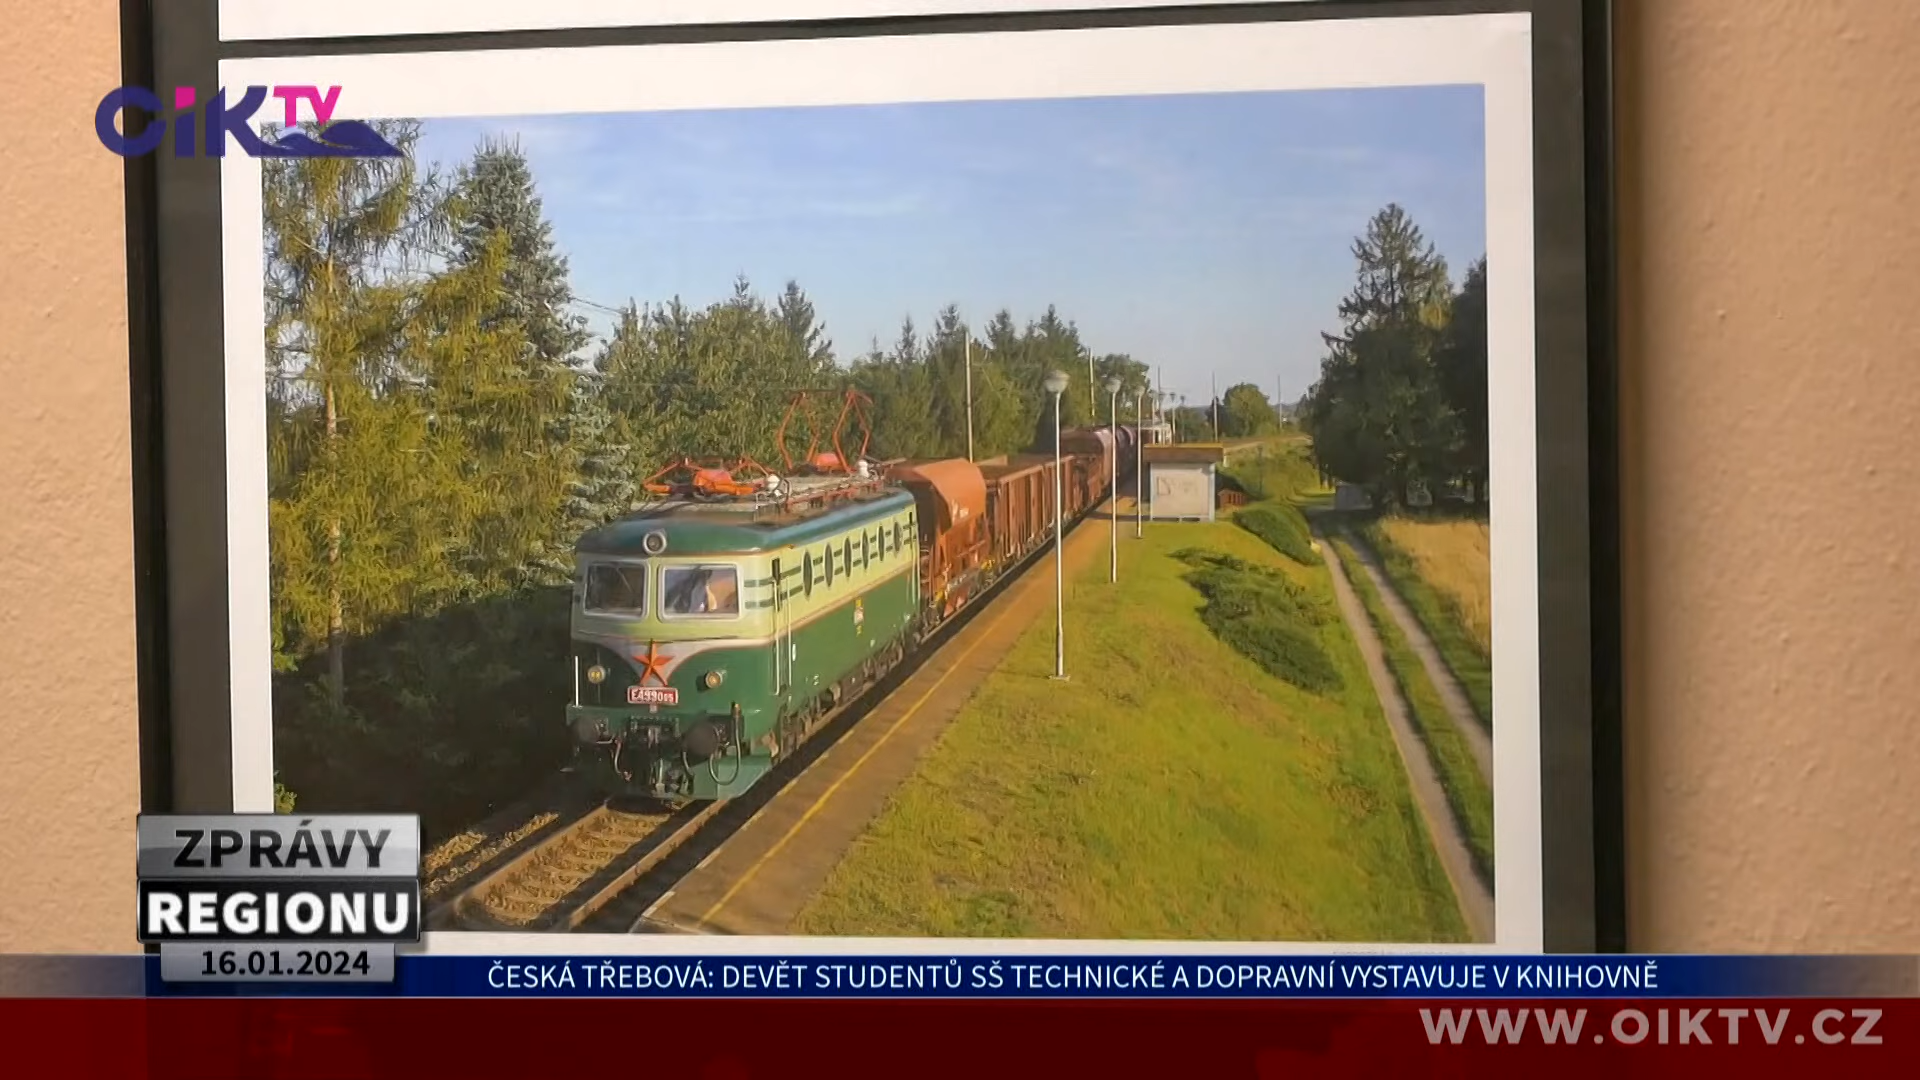 OIK TV
E499085
ZPRÁVY
REGIONU
16.01.2024
ČESKÁ TŘEBOVÁ: DEVĚT STUDENTŮ SŠ TECHNICKÉ A DOPRAVNÍ VYSTAVUJE V KNIHOVNĚ
WWW.OIKTV.CZ